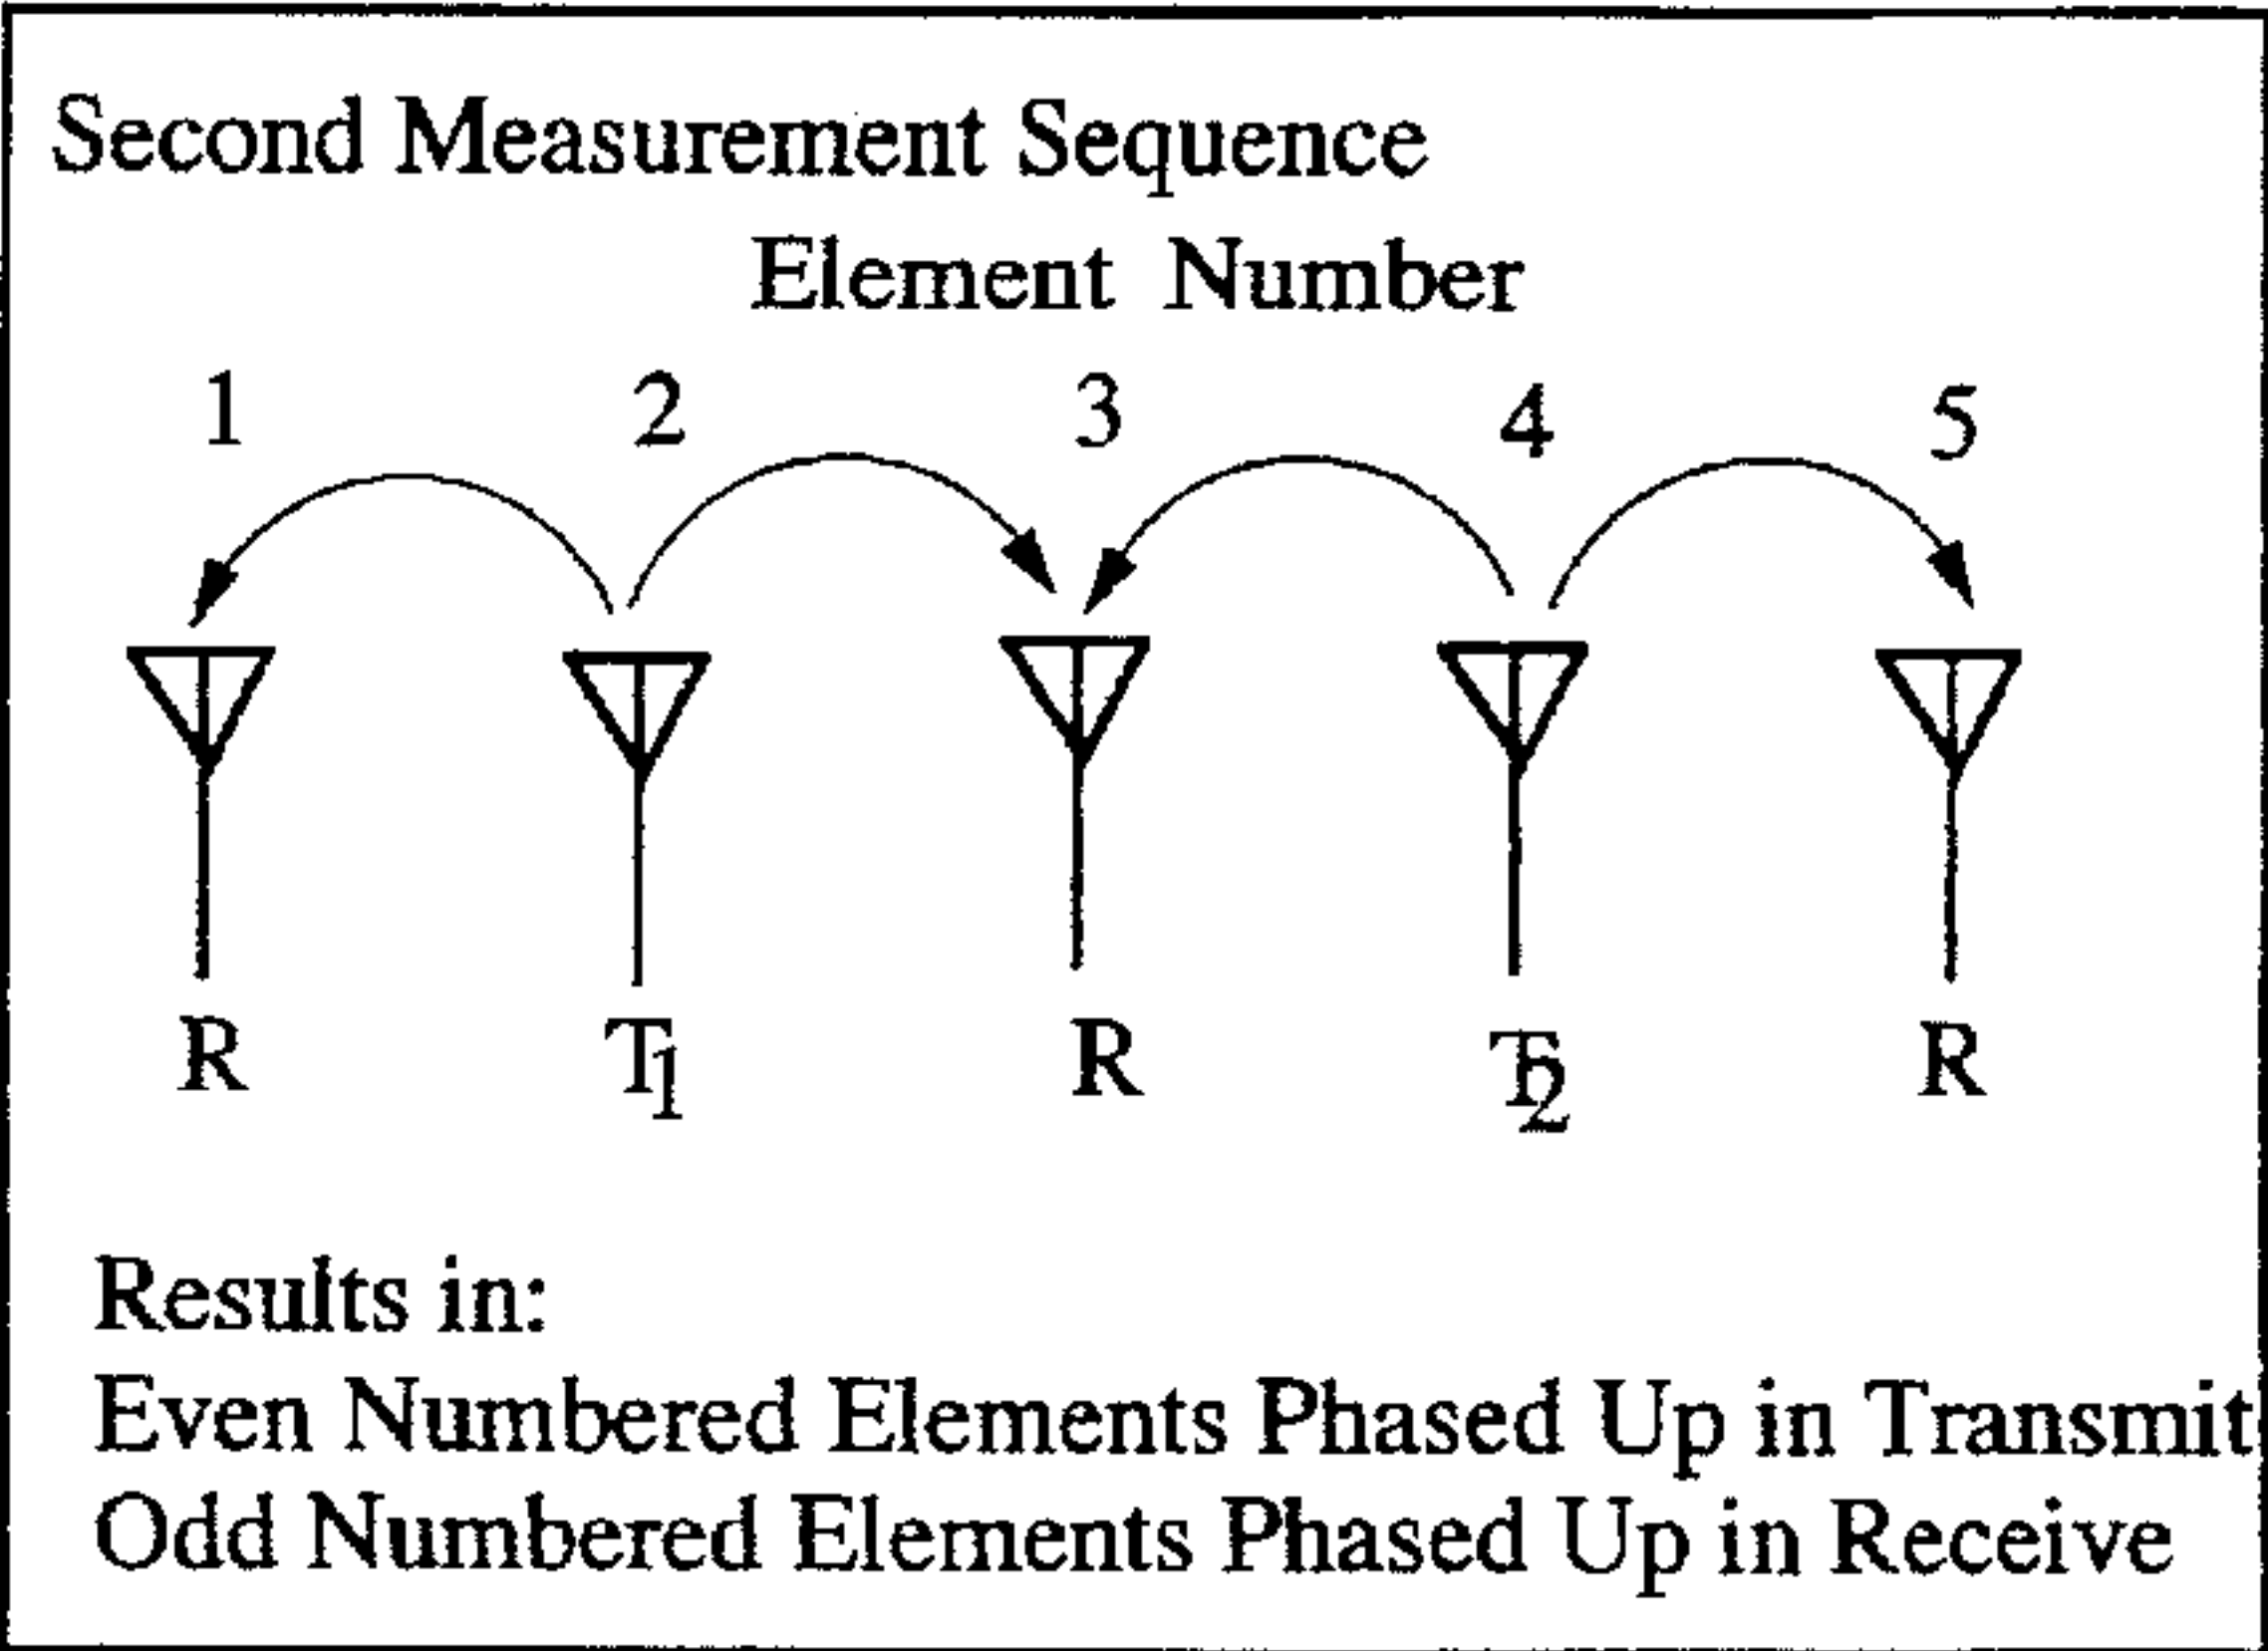 Second Measurement Sequence
Element Number
1 2 3 4 5
R T1 R T2 R
Results in:
Even Numbered Elements Phased Up in Transmit
Odd Numbered Elements Phased Up in Receive